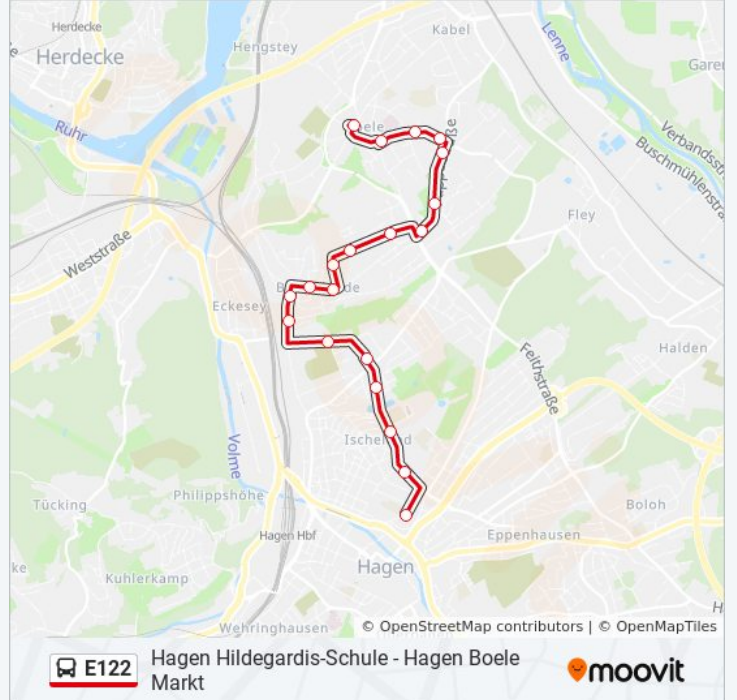 Herdecke
Herdecke
Hengstey
Kabel
Lenne
Ruhr
Verbandsstr
Buschmühlenstra
Fley
Weststraße
Eckesey
Halden
Feithstraße
Volme
Philippshöhe
Tücking
Boloh
Hagen Hbf
Eppenhausen
Hagen
Kuhlerkamp
Wehringhausen
© OpenStreetMap contributors | © OpenMapTiles
E122
Hagen Hildegardis-Schule - Hagen Boele
Markt
moovit